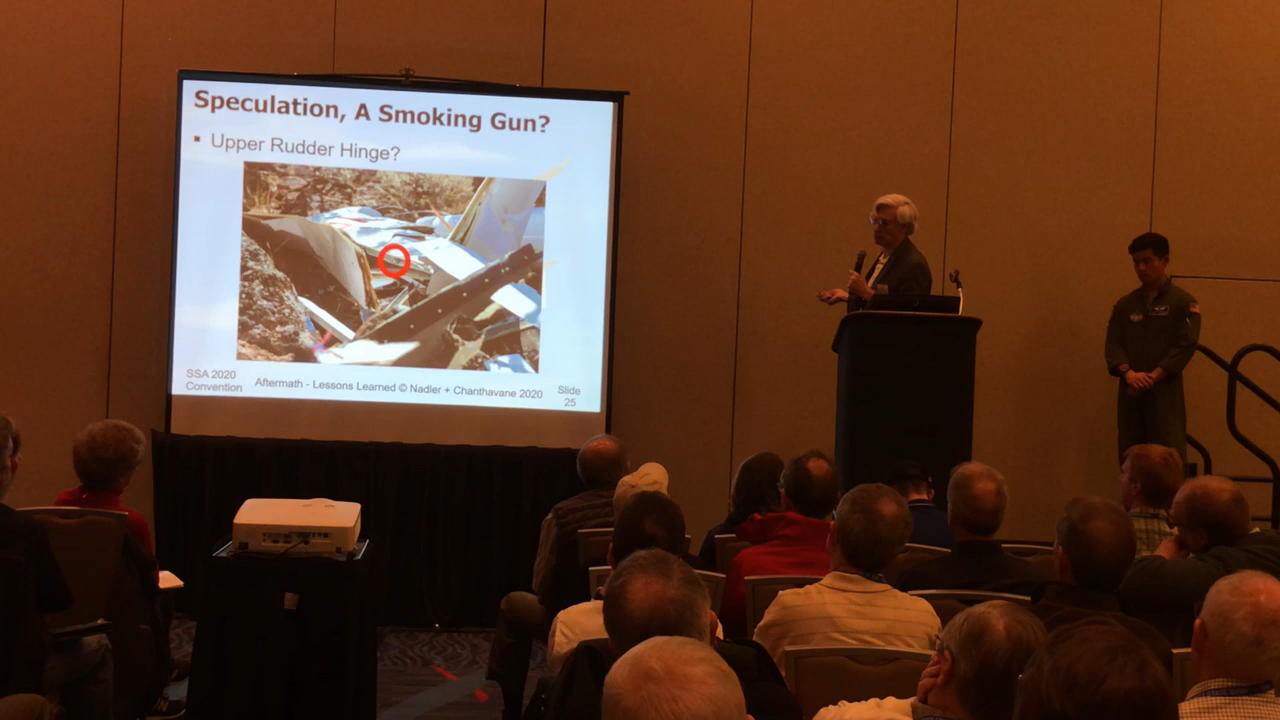 Speculation, A Smoking Gun?
▪ Upper Rudder Hinge?
SSA 2020
Convention
Aftermath - Lessons Learned © Nadler + Chanthavane 2020
Slide
25